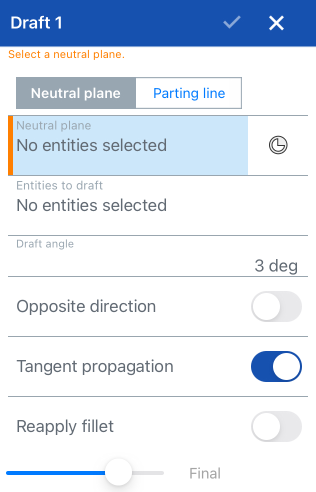 Draft 1
Select a neutral plane.
Neutral plane
Parting line
Neutral plane
No entities selected
Entities to draft
No entities selected
Draft angle
3 deg
Opposite direction
Tangent propagation
Reapply fillet
Final